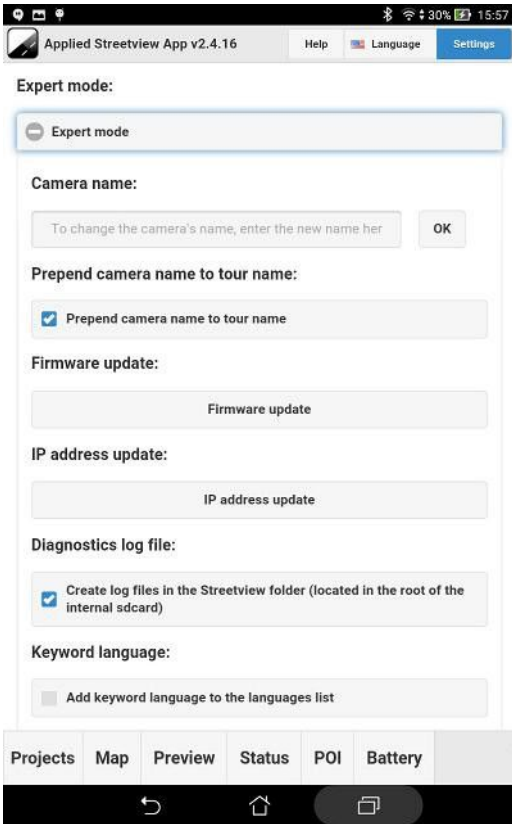 30% 15:57
Applied Streetview App v2.4.16 Help Language Settings
Expert mode:
Expert mode
Camera name:
To change the camera's name, enter the new name her OK
Prepend camera name to tour name:
Prepend camera name to tour name
Firmware update:
Firmware update
IP address update:
IP address update
Diagnostics log file:
Create log files in the Streetview folder (located in the root of the
internal sdcard)
Keyword language:
Add keyword language to the languages list
Projects Map Preview Status POI Battery